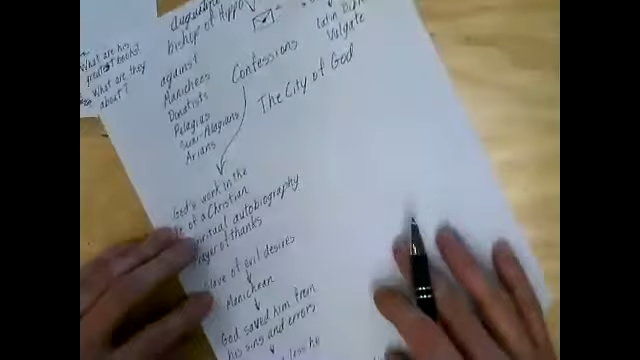 What are his
greatest books?
What are they
about?
Augustine
bishop of Hippo
against
Manichees
Donatists
Pelagius
Semi-Pelagians
Arians
Confessions
The City of God
Latin Bible
Vulgate
God's work in the
life of a Christian
spiritual autobiography
prayer of thanks
slave of evil desires
Manichean
God saved him from
his sins and errors